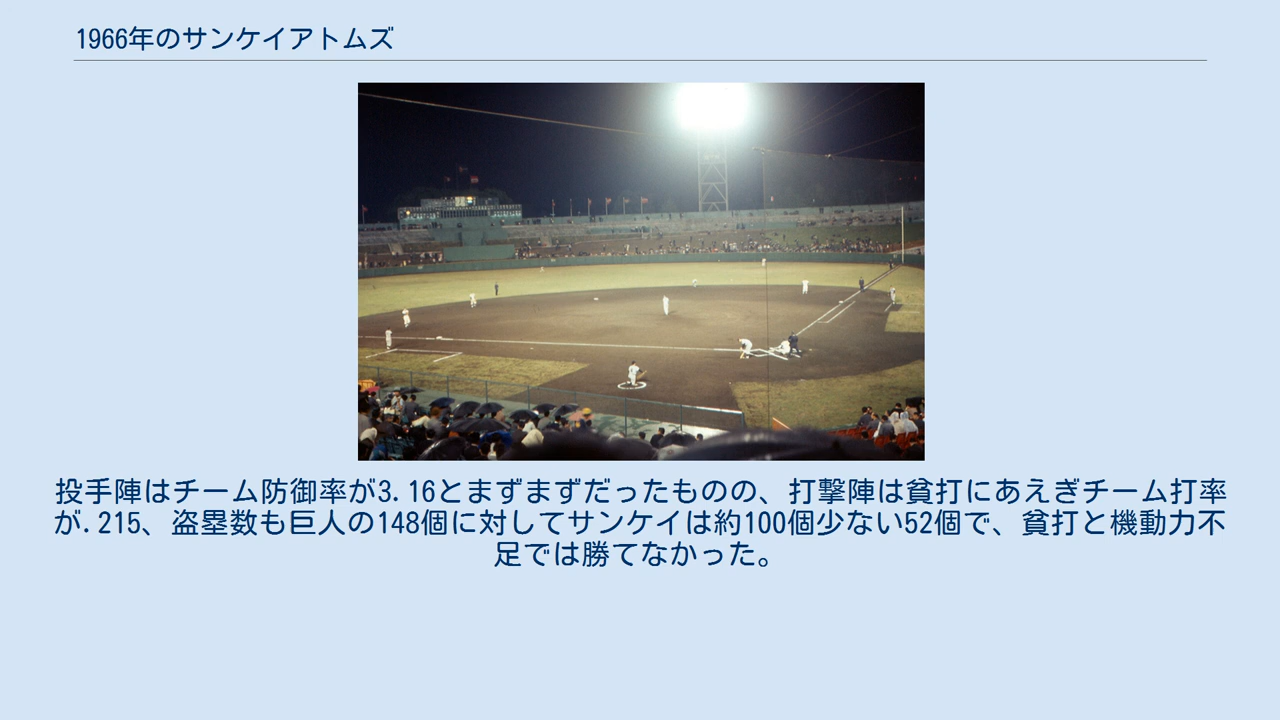 1966年のサンケイアトムズ
投手陣はチーム防御率が3.16とまずまずだったものの、打撃陣は貧打にあえぎチーム打率
が.215、盗塁数も巨人の148個に対してサンケイは約100個少ない52個で、貧打と機動力不
足では勝てなかった。